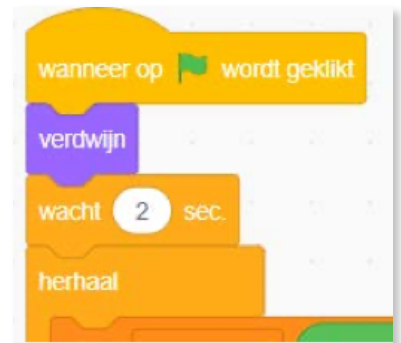 wanneer op wordt geklikt
verdwijn
wacht 2 sec.
herhaal